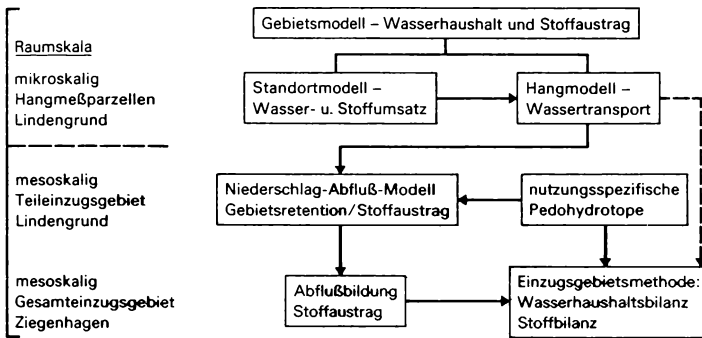 Gebietsmodell – Wasserhaushalt und Stoffaustrag
Raumskala
mikroskalig
Hangmeßparzellen
Lindengrund
Standortmodell –
Wasser- u. Stoffumsatz
Hangmodell –
Wassertransport
mesoskalig
Teileinzugsgebiet
Lindengrund
Niederschlag-Abfluß-Modell
Gebietsretention/Stoffaustrag
nutzungsspezifische
Pedohydrotope
mesoskalig
Gesamteinzugsgebiet
Ziegenhagen
Abflußbildung
Stoffaustrag
Einzugsgebietsmethode:
Wasserhaushaltsbilanz
Stoffbilanz